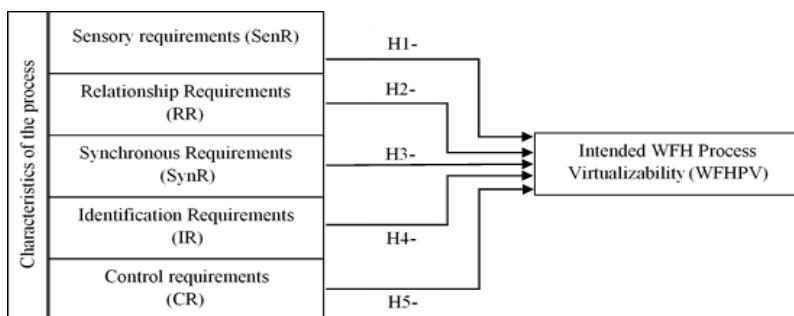 Characteristics of the process
Sensory requirements (SenR)
Relationship Requirements
(RR)
Synchronous Requirements
(SynR)
Identification Requirements
(IR)
Control requirements
(CR)
H1-
H2-
H3-
H4-
H5-
Intended WFH Process
Virtualizability (WFHPV)